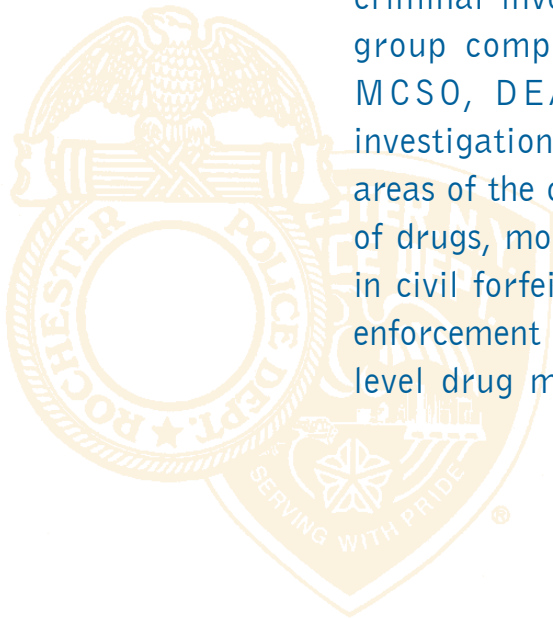 group comp
MCSO, DEA
investigation
areas of the c
of drugs, mo
in civil forfei
enforcement
level drug m
ROCHESTER POLICE DEPT.
SERVING WITH PRIDE
®